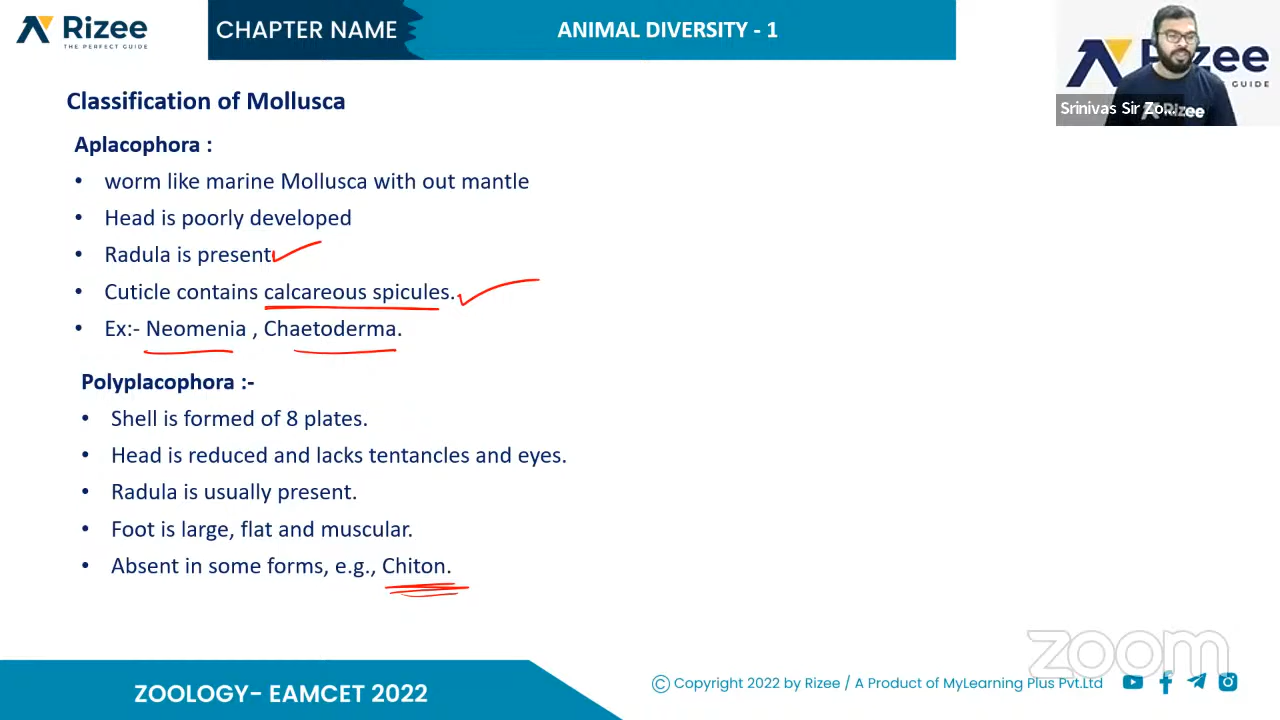 Rizee
THE PERFECT GUIDE
CHAPTER NAME
ANIMAL DIVERSITY - 1
Rizee
GUIDE
Rizee
Srinivas Sir Zo...
Classification of Mollusca
Aplacophora :
• worm like marine Mollusca with out mantle
• Head is poorly developed
• Radula is present
• Cuticle contains calcareous spicules.
• Ex:- Neomenia , Chaetoderma.
Polyplacophora :-
• Shell is formed of 8 plates.
• Head is reduced and lacks tentancles and eyes.
• Radula is usually present.
• Foot is large, flat and muscular.
• Absent in some forms, e.g., Chiton.
zoom
ZOOLOGY- EAMCET 2022
© Copyright 2022 by Rizee / A Product of MyLearning Plus Pvt.Ltd